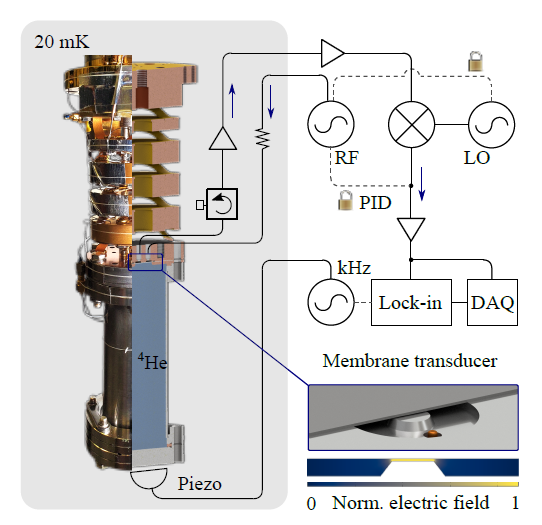 20 mK
RF
LO
PID
kHz
Lock-in
DAQ
⁴He
Membrane transducer
Piezo
0 Norm. electric field 1